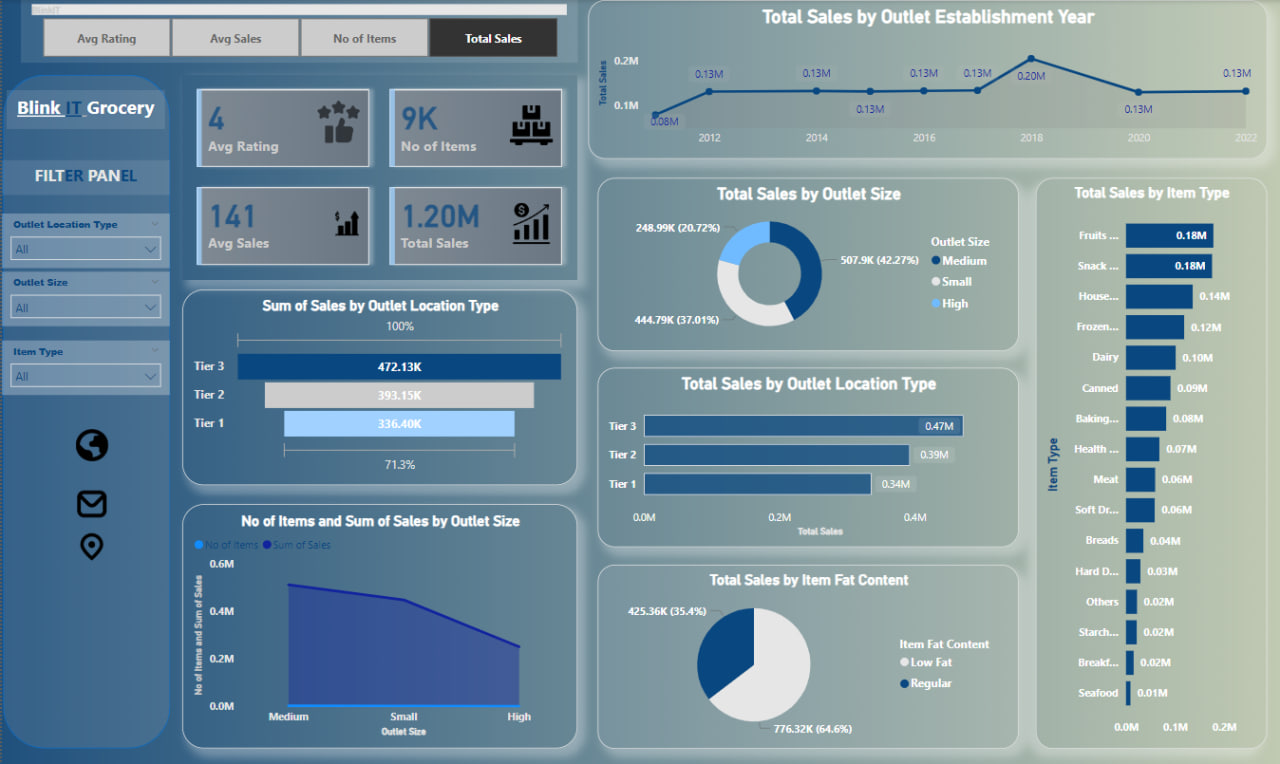 BlinkIT
Avg Rating
Avg Sales
No of Items
Total Sales
Blink IT Grocery
FILTER PANEL
Outlet Location Type
All
Outlet Size
All
Item Type
All
4
Avg Rating
9K
No of Items
141
Avg Sales
1.20M
Total Sales
Sum of Sales by Outlet Location Type
100%
Tier 3
472.13K
Tier 2
393.15K
Tier 1
336.40K
71.3%
No of Items and Sum of Sales by Outlet Size
No of Items Sum of Sales
No of Items and Sum of Sales
0.6M
0.4M
0.2M
0.0M
Medium Small High
Outlet Size
Total Sales by Outlet Establishment Year
Total Sales
0.2M
0.1M
0.08M
0.13M
0.13M
0.13M
0.13M
0.13M
0.20M
0.13M
0.13M
2012 2014 2016 2018 2020 2022
Total Sales by Outlet Size
248.99K (20.72%)
507.9K (42.27%)
444.79K (37.01%)
Outlet Size
Medium
Small
High
Total Sales by Outlet Location Type
Tier 3 0.47M
Tier 2 0.39M
Tier 1 0.34M
0.0M 0.2M 0.4M
Total Sales
Total Sales by Item Fat Content
425.36K (35.4%)
776.32K (64.6%)
Item Fat Content
Low Fat
Regular
Total Sales by Item Type
Item Type
Fruits ... 0.18M
Snack ... 0.18M
House... 0.14M
Frozen... 0.12M
Dairy 0.10M
Canned 0.09M
Baking... 0.08M
Health ... 0.07M
Meat 0.06M
Soft Dr... 0.06M
Breads 0.04M
Hard D... 0.03M
Others 0.02M
Starch... 0.02M
Breakf... 0.02M
Seafood 0.01M
0.0M 0.1M 0.2M